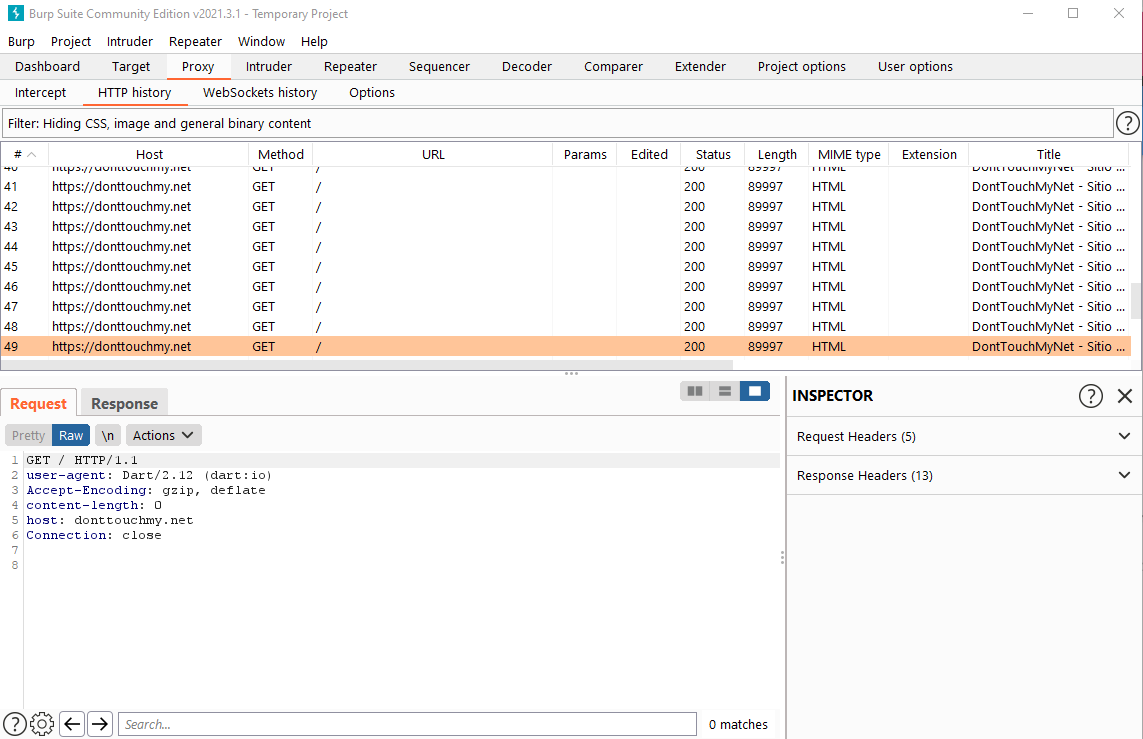 Burp Suite Community Edition v2021.3.1 - Temporary Project
Burp Project Intruder Repeater Window Help
Dashboard Target Proxy Intruder Repeater Sequencer Decoder Comparer Extender Project options User options
Intercept HTTP history WebSockets history Options
Filter: Hiding CSS, image and general binary content ?
# Host Method URL Params Edited Status Length MIME type Extension Title
40 https://donttouchmy.net GET / 200 89997 HTML DontTouchMyNet - Sitio ...
41 https://donttouchmy.net GET / 200 89997 HTML DontTouchMyNet - Sitio ...
42 https://donttouchmy.net GET / 200 89997 HTML DontTouchMyNet - Sitio ...
43 https://donttouchmy.net GET / 200 89997 HTML DontTouchMyNet - Sitio ...
44 https://donttouchmy.net GET / 200 89997 HTML DontTouchMyNet - Sitio ...
45 https://donttouchmy.net GET / 200 89997 HTML DontTouchMyNet - Sitio ...
46 https://donttouchmy.net GET / 200 89997 HTML DontTouchMyNet - Sitio ...
47 https://donttouchmy.net GET / 200 89997 HTML DontTouchMyNet - Sitio ...
48 https://donttouchmy.net GET / 200 89997 HTML DontTouchMyNet - Sitio ...
49 https://donttouchmy.net GET / 200 89997 HTML DontTouchMyNet - Sitio ...
Request Response
Pretty Raw \n Actions
1 GET / HTTP/1.1
2 user-agent: Dart/2.12 (dart:io)
3 Accept-Encoding: gzip, deflate
4 content-length: 0
5 host: donttouchmy.net
6 Connection: close
7
8
? Search... 0 matches
INSPECTOR ?
Request Headers (5)
Response Headers (13)